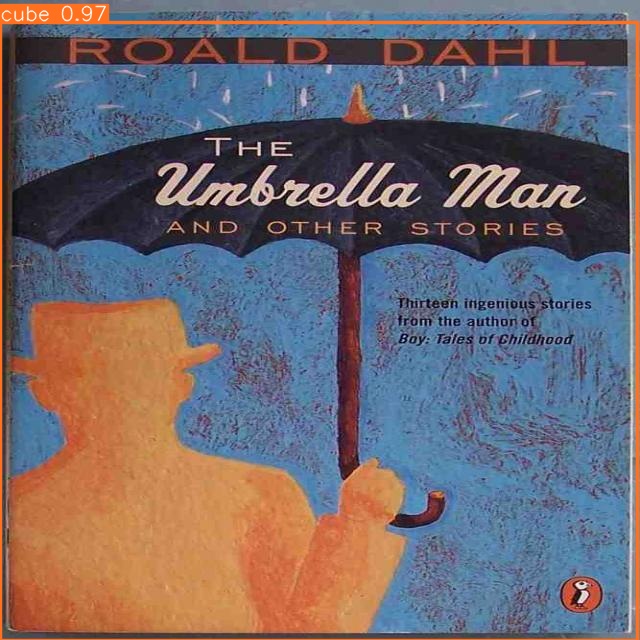 cube 0.97
ROALD DAHL
THE
Umbrella Man
AND OTHER STORIES
Thirteen ingenious stories
from the author of
Boy: Tales of Childhood